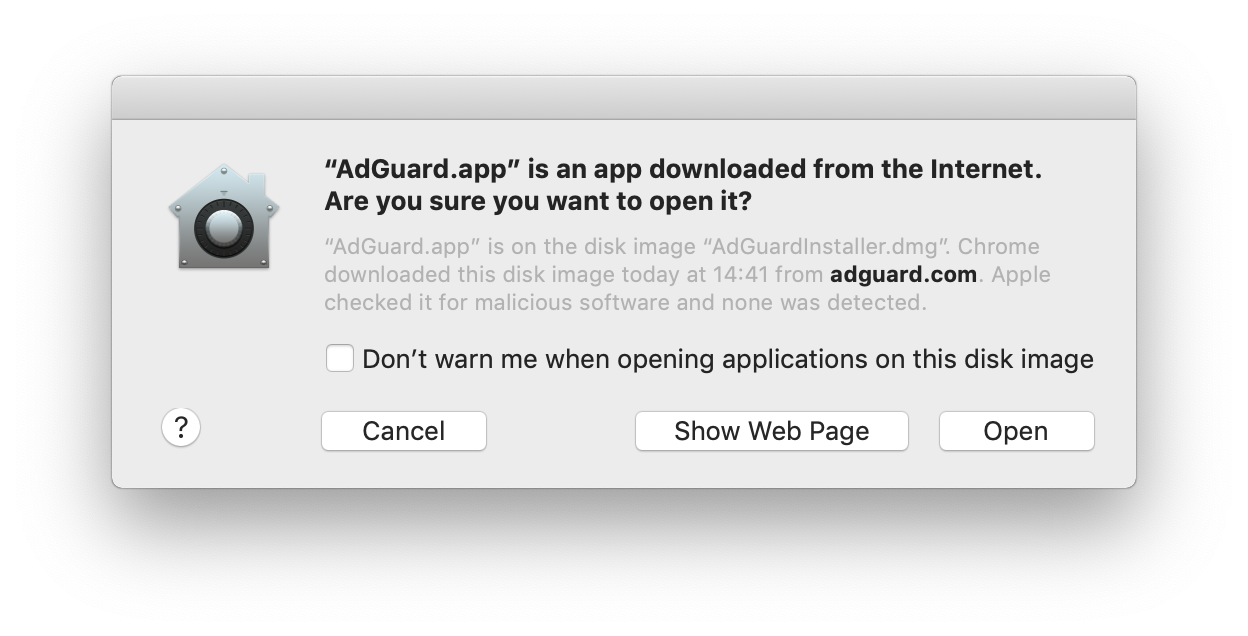 “AdGuard.app” is an app downloaded from the Internet.
Are you sure you want to open it?
“AdGuard.app” is on the disk image “AdGuardInstaller.dmg”. Chrome
downloaded this disk image today at 14:41 from adguard.com. Apple
checked it for malicious software and none was detected.
Don’t warn me when opening applications on this disk image
? Cancel Show Web Page Open